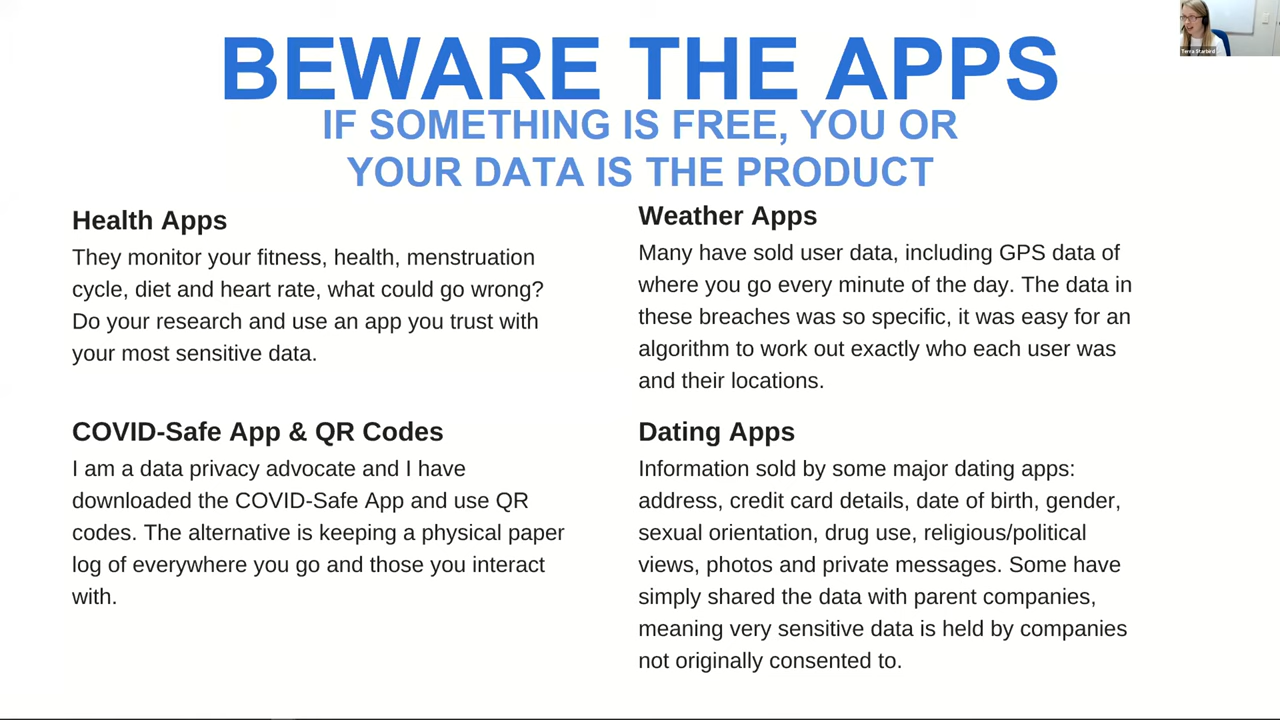 BEWARE THE APPS
IF SOMETHING IS FREE, YOU OR
YOUR DATA IS THE PRODUCT
Health Apps
They monitor your fitness, health, menstruation
cycle, diet and heart rate, what could go wrong?
Do your research and use an app you trust with
your most sensitive data.
COVID-Safe App & QR Codes
I am a data privacy advocate and I have
downloaded the COVID-Safe App and use QR
codes. The alternative is keeping a physical paper
log of everywhere you go and those you interact
with.
Weather Apps
Many have sold user data, including GPS data of
where you go every minute of the day. The data in
these breaches was so specific, it was easy for an
algorithm to work out exactly who each user was
and their locations.
Dating Apps
Information sold by some major dating apps:
address, credit card details, date of birth, gender,
sexual orientation, drug use, religious/political
views, photos and private messages. Some have
simply shared the data with parent companies,
meaning very sensitive data is held by companies
not originally consented to.
Terra Starbird